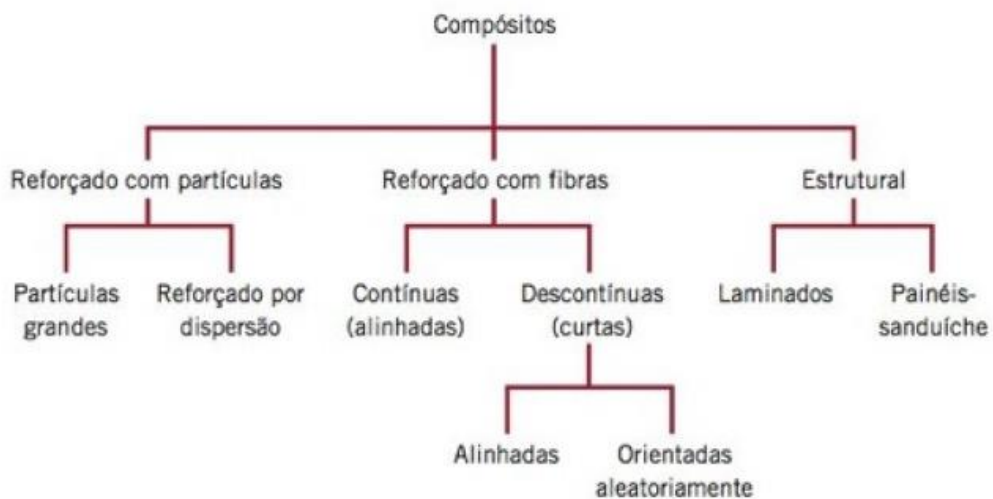 Compósitos
Reforçado com partículas
Reforçado com fibras
Estrutural
Partículas
grandes
Reforçado por
dispersão
Contínuas
(alinhadas)
Descontínuas
(curtas)
Laminados
Painéis-
sanduíche
Alinhadas
Orientadas
aleatoriamente